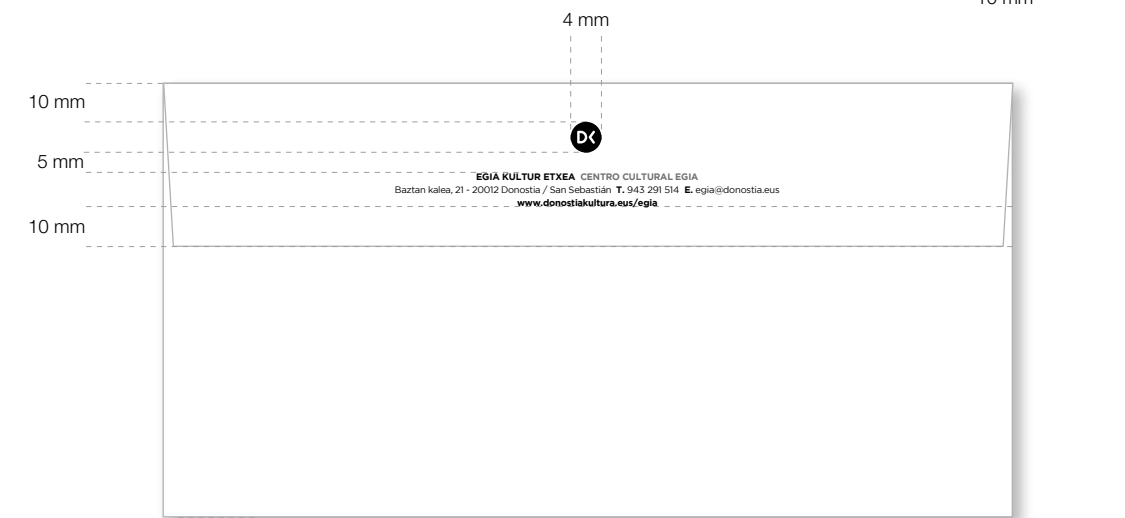 10 mm
4 mm
10 mm
DK
5 mm
EGIA KULTUR ETXEA CENTRO CULTURAL EGIA
Baztan kalea, 21 - 20012 Donostia / San Sebastián T. 943 291 514 E. egia@donostia.eus
www.donostiakultura.eus/egia
10 mm